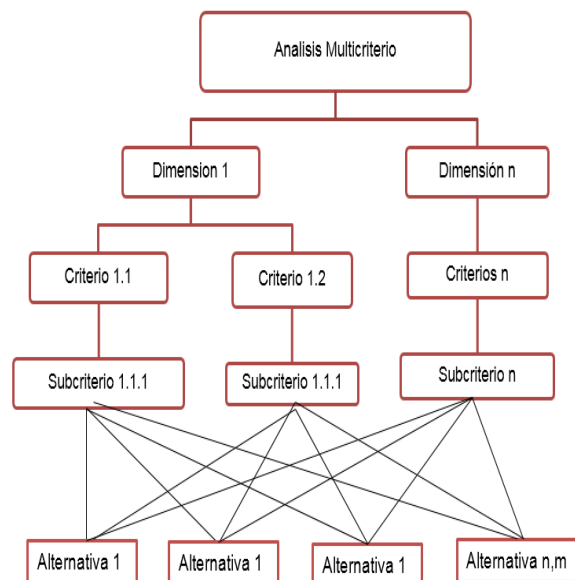 Analisis Multicriterio
Dimension 1
Dimensión n
Criterio 1.1
Criterio 1.2
Criterios n
Subcriterio 1.1.1
Subcriterio 1.1.1
Subcriterio n
Alternativa 1
Alternativa 1
Alternativa 1
Alternativa n,m